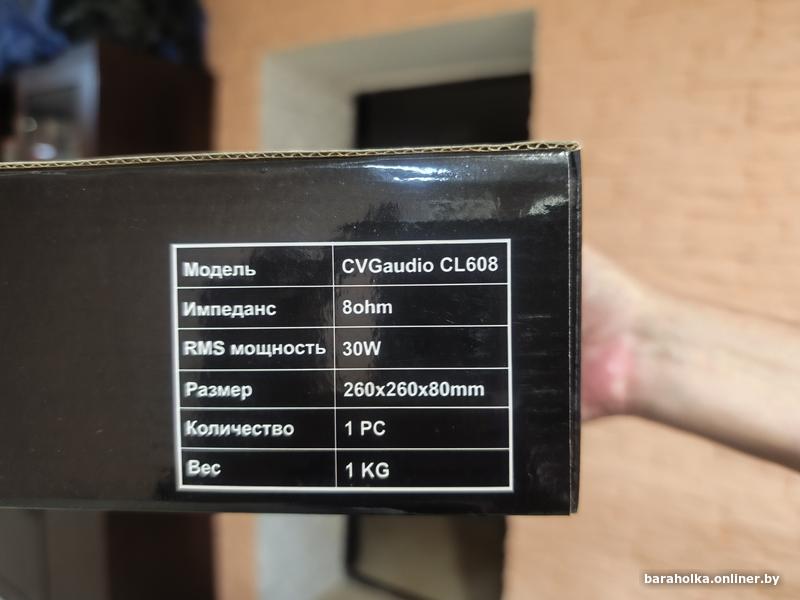 Модель CVGaudio CL608
Импеданс 8ohm
RMS мощность 30W
Размер 260x260x80mm
Количество 1 PC
Вес 1 KG
baraholka.onliner.by